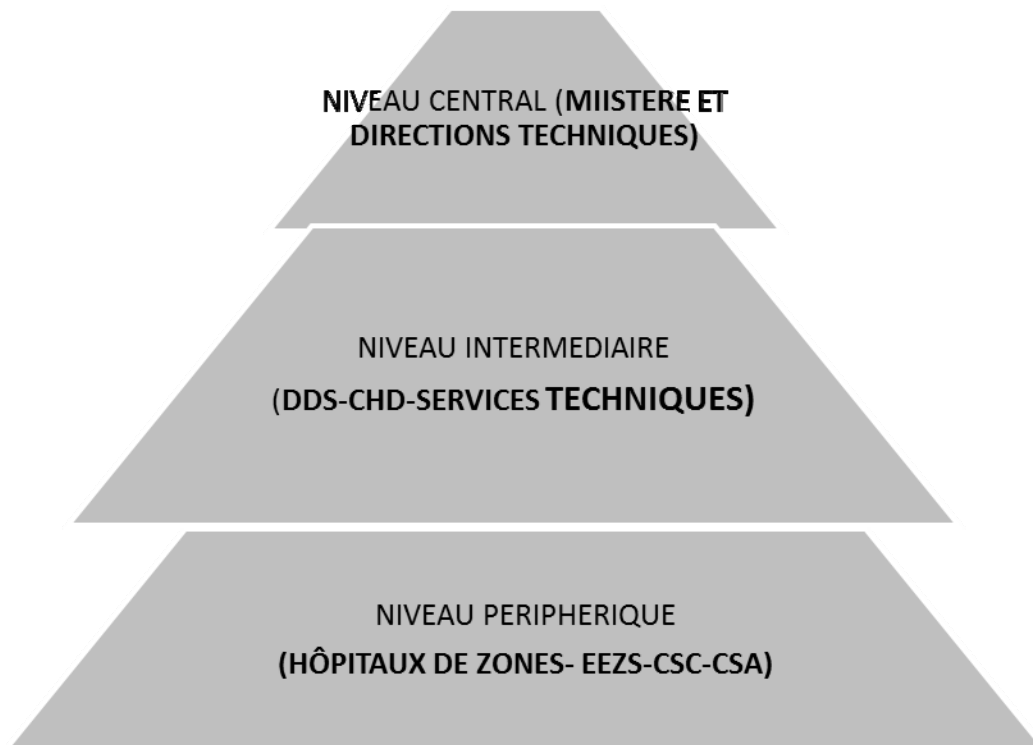 NIVEAU CENTRAL (MIISTERE ET
DIRECTIONS TECHNIQUES)
NIVEAU INTERMEDIAIRE
(DDS-CHD-SERVICES TECHNIQUES)
NIVEAU PERIPHERIQUE
(HÔPITAUX DE ZONES- EEZS-CSC-CSA)